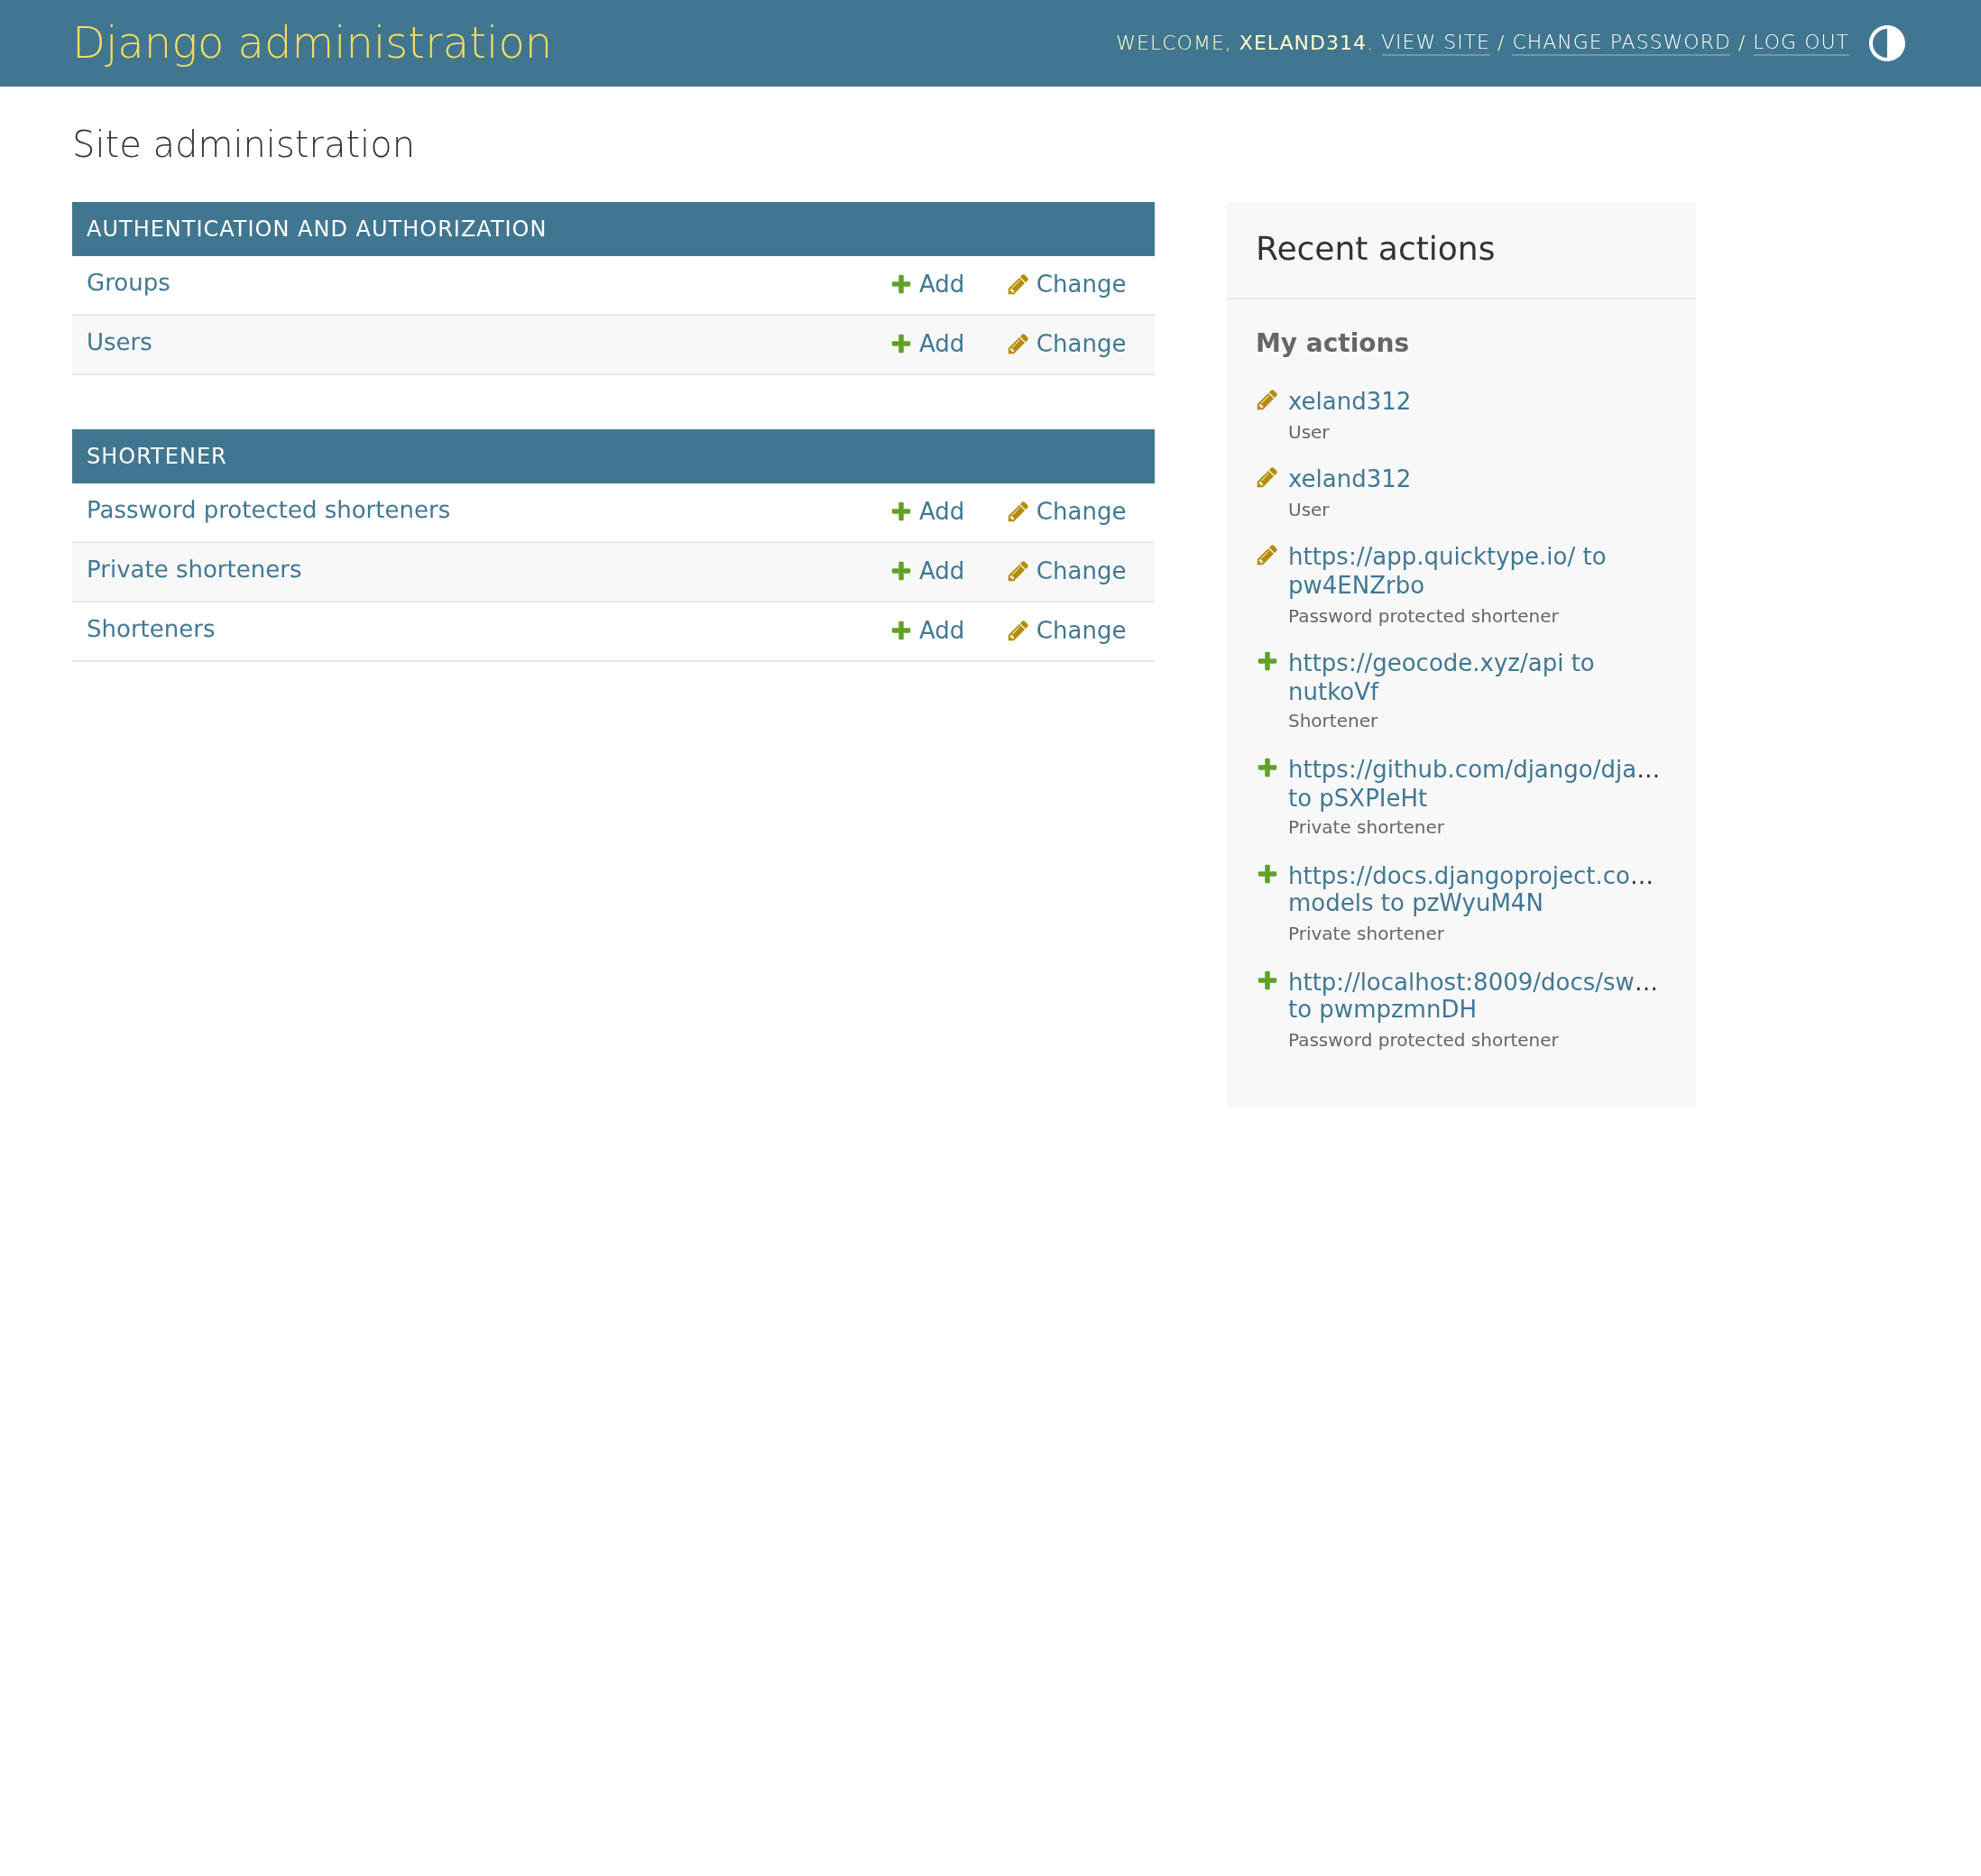 Django administration
WELCOME, XELAND314. VIEW SITE / CHANGE PASSWORD / LOG OUT
Site administration
AUTHENTICATION AND AUTHORIZATION
Groups Add Change
Users Add Change
SHORTENER
Password protected shorteners Add Change
Private shorteners Add Change
Shorteners Add Change
Recent actions
My actions
xeland312
User
xeland312
User
https://app.quicktype.io/ to
pw4ENZrbo
Password protected shortener
https://geocode.xyz/api to
nutkoVf
Shortener
https://github.com/django/dja…
to pSXPIeHt
Private shortener
https://docs.djangoproject.co…
models to pzWyuM4N
Private shortener
http://localhost:8009/docs/sw…
to pwmpzmnDH
Password protected shortener